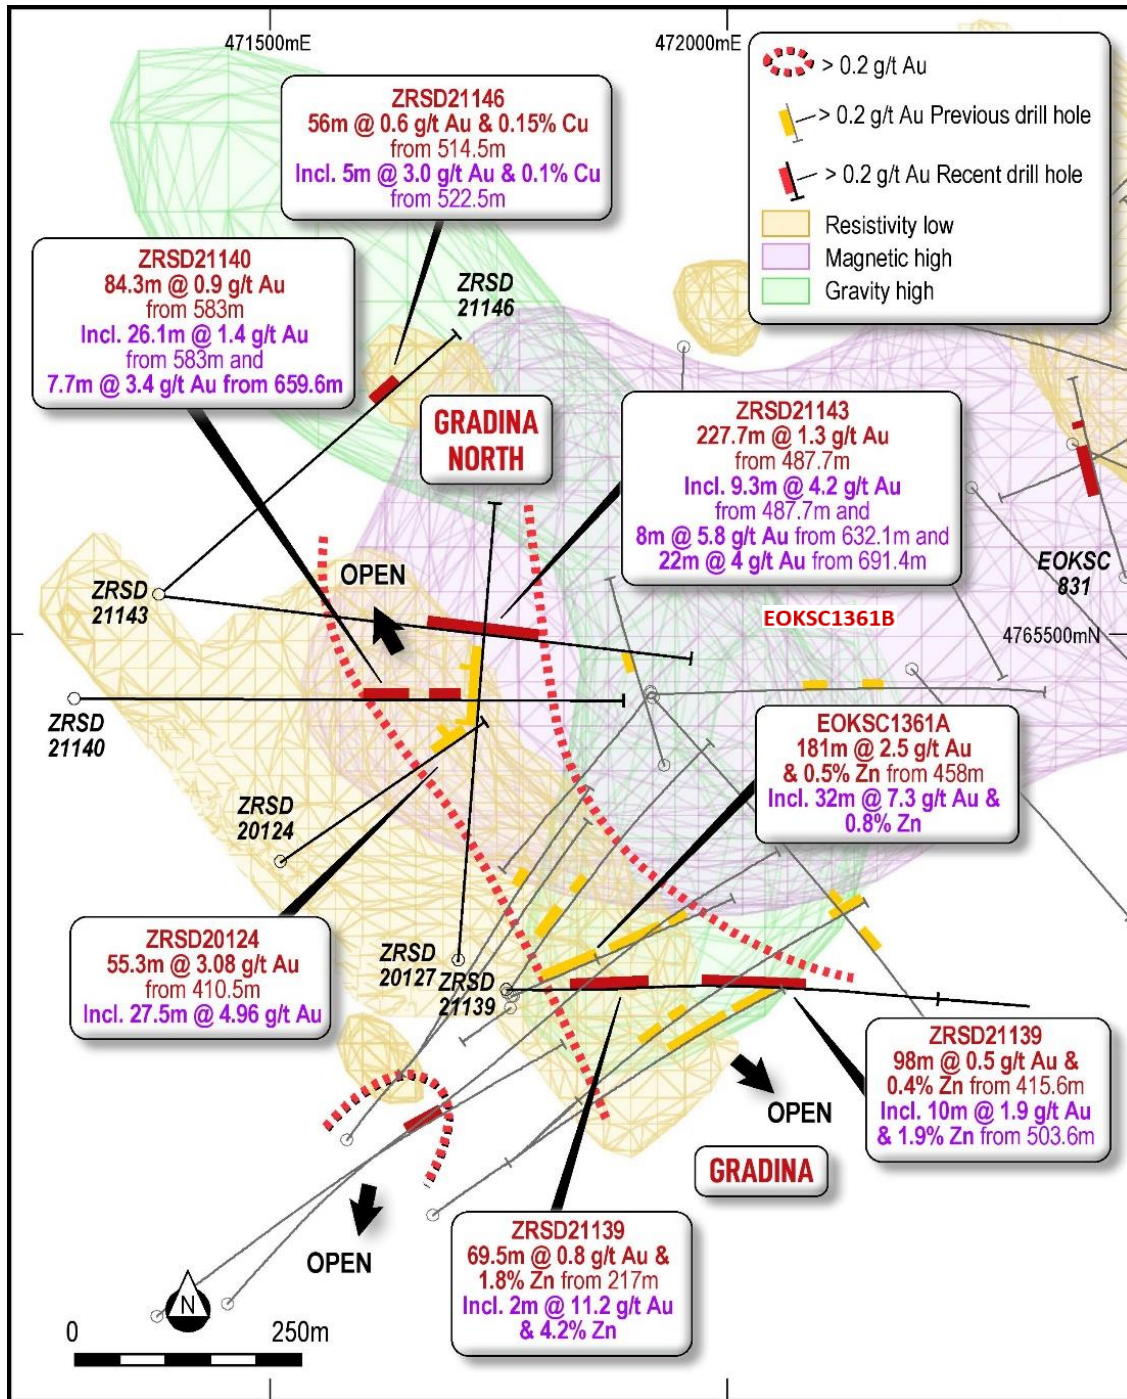 471500mE
472000mE
> 0.2 g/t Au
> 0.2 g/t Au Previous drill hole
> 0.2 g/t Au Recent drill hole
Resistivity low
Magnetic high
Gravity high
ZRSD21146
56m @ 0.6 g/t Au & 0.15% Cu
from 514.5m
Incl. 5m @ 3.0 g/t Au & 0.1% Cu
from 522.5m
ZRSD21140
84.3m @ 0.9 g/t Au
from 583m
Incl. 26.1m @ 1.4 g/t Au
from 583m and
7.7m @ 3.4 g/t Au from 659.6m
ZRSD
21146
GRADINA
NORTH
ZRSD21143
227.7m @ 1.3 g/t Au
from 487.7m
Incl. 9.3m @ 4.2 g/t Au
from 487.7m and
8m @ 5.8 g/t Au from 632.1m and
22m @ 4 g/t Au from 691.4m
EOKSC
831
ZRSD
21143
OPEN
EOKSC1361B
4765500mN
ZRSD
21140
EOKSC1361A
181m @ 2.5 g/t Au
& 0.5% Zn from 458m
Incl. 32m @ 7.3 g/t Au &
0.8% Zn
ZRSD
20124
ZRSD20124
55.3m @ 3.08 g/t Au
from 410.5m
Incl. 27.5m @ 4.96 g/t Au
ZRSD
20127
ZRSD
21139
ZRSD21139
98m @ 0.5 g/t Au &
0.4% Zn from 415.6m
Incl. 10m @ 1.9 g/t Au
& 1.9% Zn from 503.6m
OPEN
GRADINA
OPEN
ZRSD21139
69.5m @ 0.8 g/t Au &
1.8% Zn from 217m
Incl. 2m @ 11.2 g/t Au
& 4.2% Zn
N
0
250m